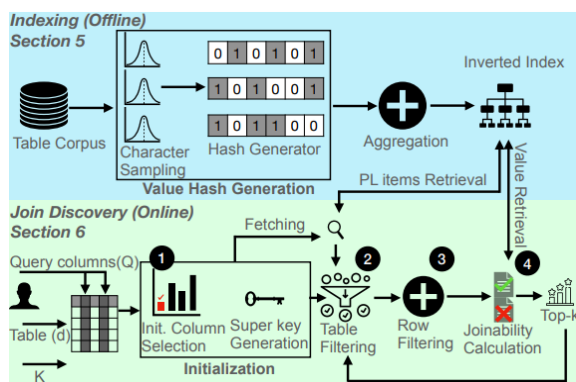 Indexing (Offline)
Section 5
0 1 0 1 0 1
1 0 1 0 0 1
1 0 1 1 0 0
Inverted Index
Table Corpus
Character
Sampling
Hash Generator
Aggregation
Value Hash Generation
PL items Retrieval
Value Retrieval
Join Discovery (Online)
Section 6
Fetching
Query columns(Q)
1
2
3
4
Table (d)
Init. Column
Selection
Super key
Generation
Table
Filtering
Row
Filtering
Joinability
Calculation
Top-k
Initialization
K